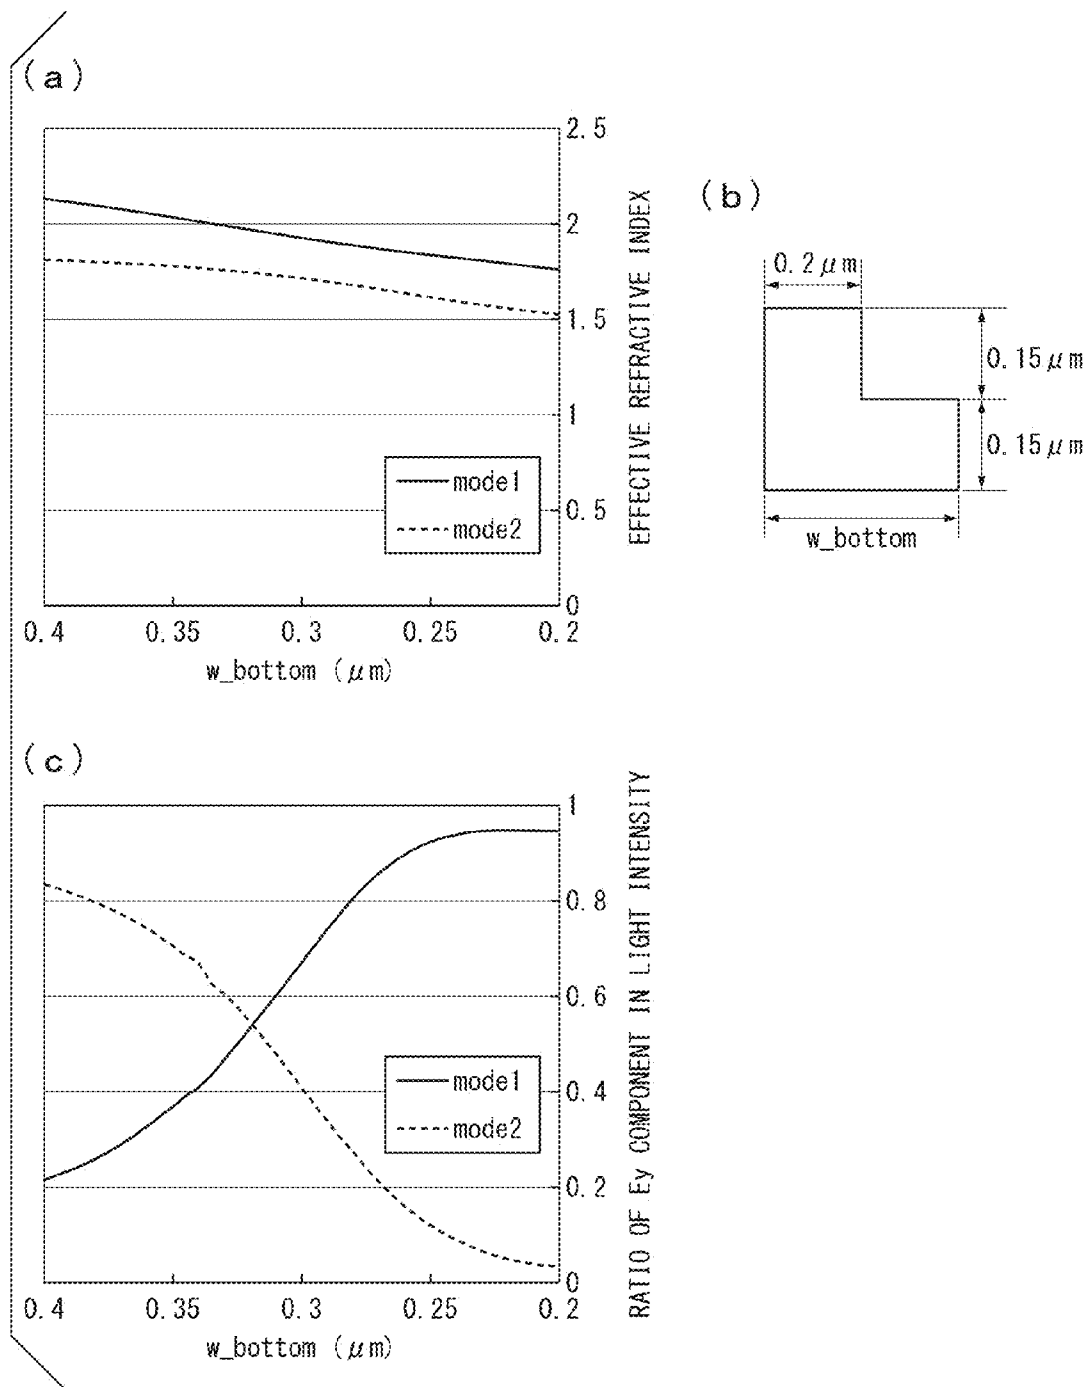 (a)
2.5
2
1.5
1
0.5
0
EFFECTIVE REFRACTIVE INDEX
mode1
mode2
0.4 0.35 0.3 0.25 0.2
w_bottom (μm)
(b)
0.2μm
0.15μm
0.15μm
w_bottom
(c)
1
0.8
0.6
0.4
0.2
0
RATIO OF Ey COMPONENT IN LIGHT INTENSITY
mode1
mode2
0.4 0.35 0.3 0.25 0.2
w_bottom (μm)